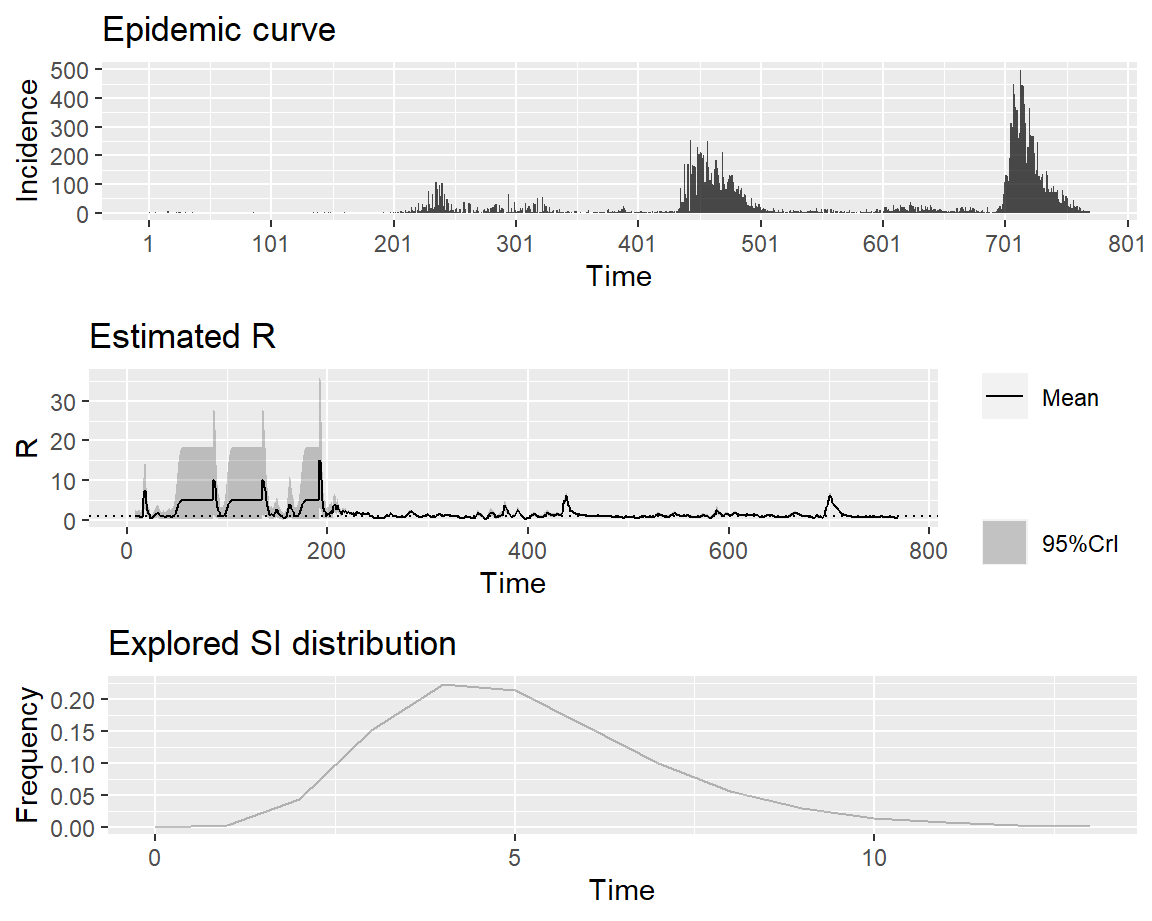 Epidemic curve
Incidence
500
400
300
200
100
0
1 101 201 301 401 501 601 701 801
Time
Estimated R
R
30
20
10
0
0 200 400 600 800
Time
Mean
95%CrI
Explored SI distribution
Frequency
0.20
0.15
0.10
0.05
0.00
0 5 10
Time